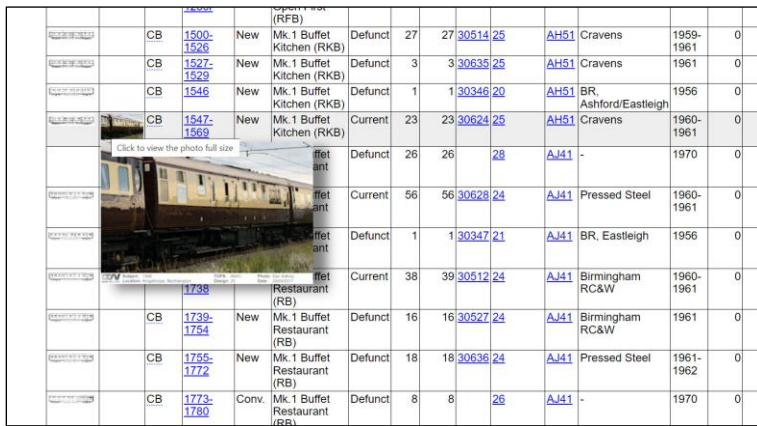 Open First
(RFB)
CB 1500- New Mk.1 Buffet Defunct 27 27 30514 25 AH51 Cravens 1959- 0
1526 Kitchen (RKB) 1961
CB 1527- New Mk.1 Buffet Defunct 3 3 30635 25 AH51 Cravens 1961 0
1529 Kitchen (RKB)
CB 1546 New Mk.1 Buffet Defunct 1 1 30346 20 AH51 BR, 1956 0
Kitchen (RKB) Ashford/Eastleigh
CB 1547- New Mk.1 Buffet Current 23 23 30624 25 AH51 Cravens 1960- 0
1569 Kitchen (RKB) 1961
Click to view the photo full size
ffet Defunct 26 26 28 AJ41 - 1970 0
ant
ffet Current 56 56 30628 24 AJ41 Pressed Steel 1960- 0
ant 1961
ffet Defunct 1 1 30347 21 AJ41 BR, Eastleigh 1956 0
ant
ffet Current 38 39 30512 24 AJ41 Birmingham 1960- 0
1738 Restaurant RC&W 1961
(RB)
CB 1739- New Mk.1 Buffet Defunct 16 16 30527 24 AJ41 Birmingham 1961 0
1754 Restaurant RC&W
(RB)
CB 1755- New Mk.1 Buffet Defunct 18 18 30636 24 AJ41 Pressed Steel 1961- 0
1772 Restaurant 1962
(RB)
CB 1773- Conv. Mk.1 Buffet Defunct 8 8 26 AJ41 - 1970 0
1780 Restaurant
(RB)